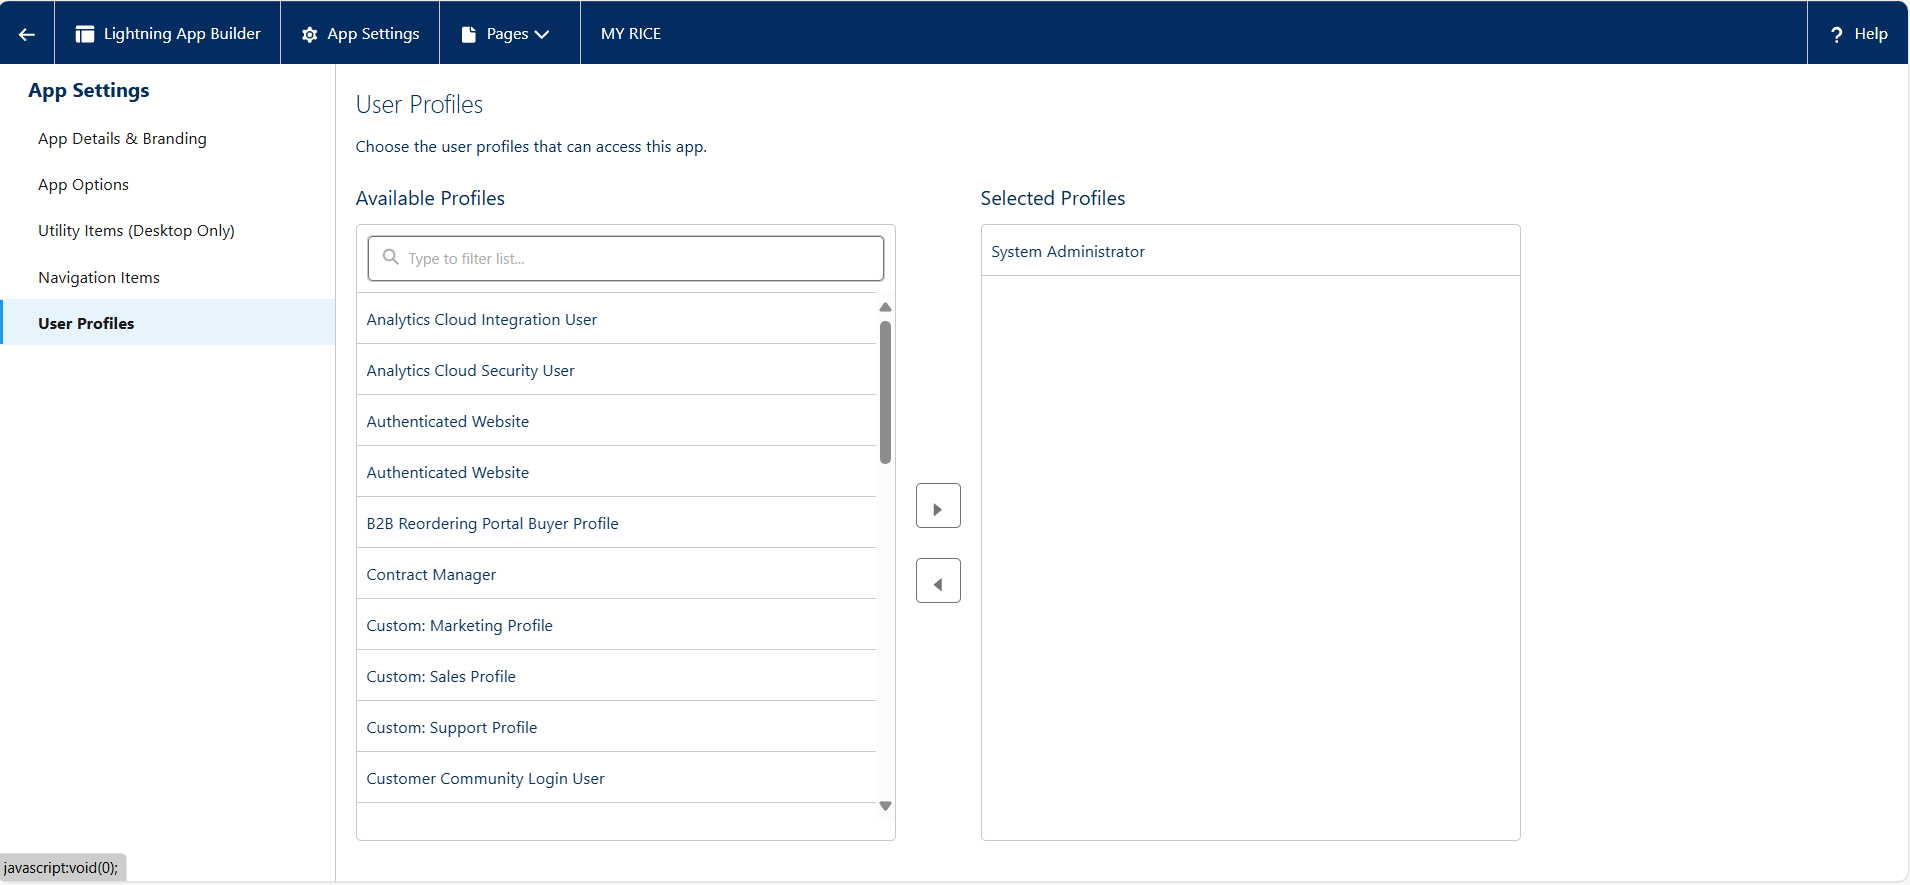 Lightning App Builder
App Settings
Pages
MY RICE
? Help
App Settings
App Details & Branding
App Options
Utility Items (Desktop Only)
Navigation Items
User Profiles
User Profiles
Choose the user profiles that can access this app.
Available Profiles
Type to filter list...
Analytics Cloud Integration User
Analytics Cloud Security User
Authenticated Website
Authenticated Website
B2B Reordering Portal Buyer Profile
Contract Manager
Custom: Marketing Profile
Custom: Sales Profile
Custom: Support Profile
Customer Community Login User
Selected Profiles
System Administrator
javascript:void(0);